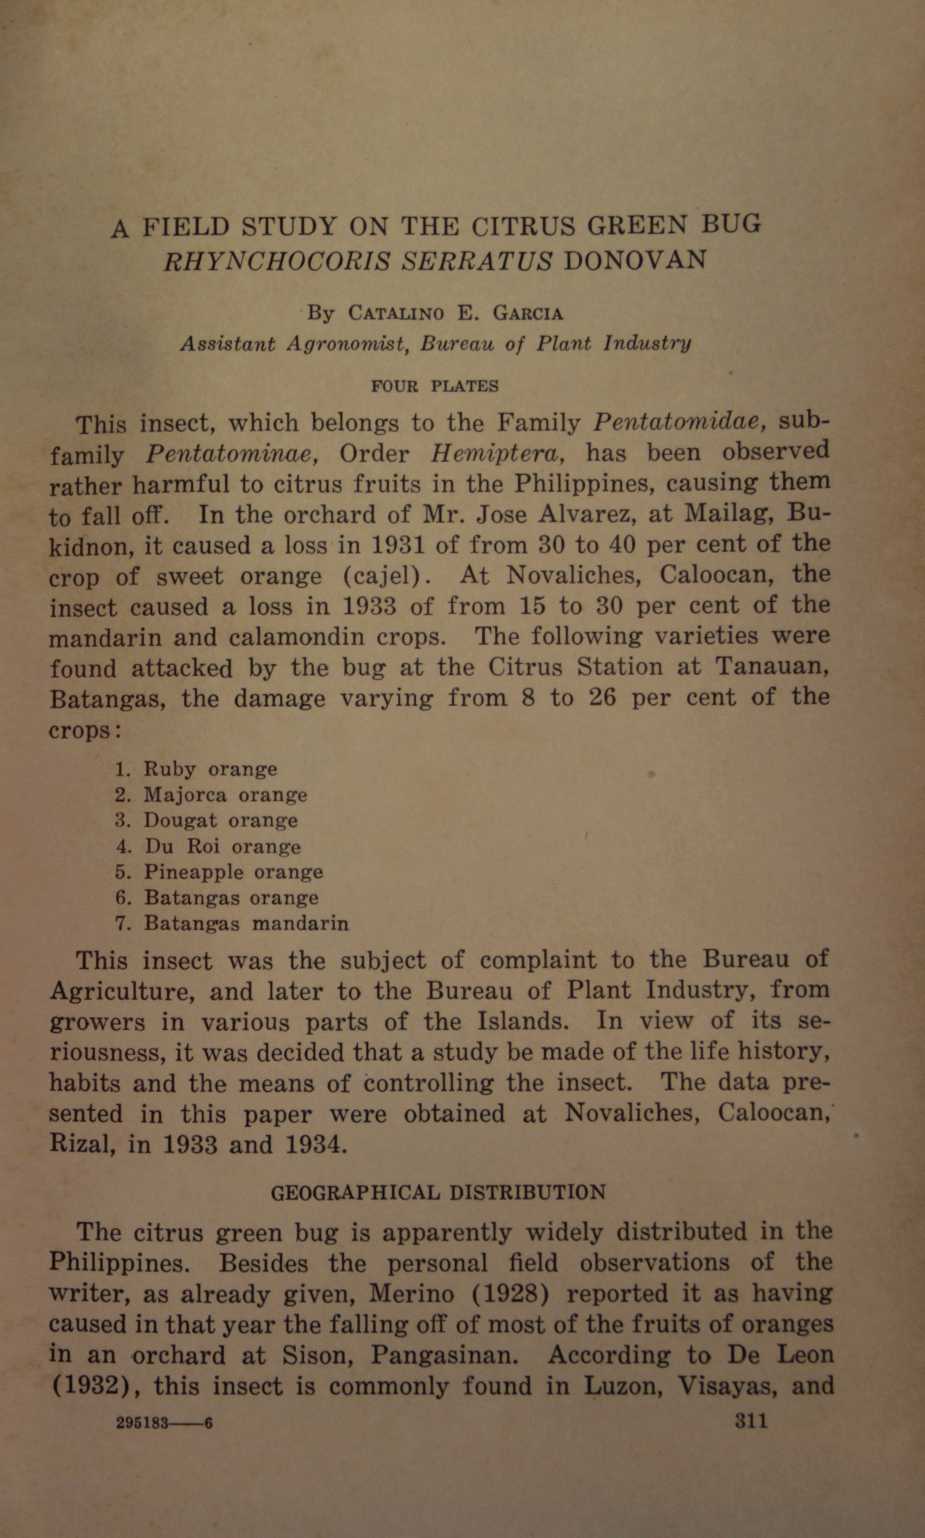 A FIELD STUDY ON THE CITRUS GREEN BUG
RHYNCHOCORIS SERRATUS DONOVAN
By CATALINO E. GARCIA
Assistant Agronomist, Bureau of Plant Industry
FOUR PLATES
This insect, which belongs to the Family Pentatomidae, sub-
family Pentatominae, Order Hemiptera, has been observed
rather harmful to citrus fruits in the Philippines, causing them
to fall off. In the orchard of Mr. Jose Alvarez, at Mailag, Bu-
kidnon, it caused a loss in 1931 of from 30 to 40 per cent of the
crop of sweet orange (cajel). At Novaliches, Caloocan, the
insect caused a loss in 1933 of from 15 to 30 per cent of the
mandarin and calamondin crops. The following varieties were
found attacked by the bug at the Citrus Station at Tanauan,
Batangas, the damage varying from 8 to 26 per cent of the
crops:
1. Ruby orange
2. Majorca orange
3. Dougat orange
4. Du Roi orange
5. Pineapple orange
6. Batangas orange
7. Batangas mandarin
This insect was the subject of complaint to the Bureau of
Agriculture, and later to the Bureau of Plant Industry, from
growers in various parts of the Islands. In view of its se-
riousness, it was decided that a study be made of the life history,
habits and the means of controlling the insect. The data pre-
sented in this paper were obtained at Novaliches, Caloocan,
Rizal, in 1933 and 1934.
GEOGRAPHICAL DISTRIBUTION
The citrus green bug is apparently widely distributed in the
Philippines. Besides the personal field observations of the
writer, as already given, Merino (1928) reported it as having
caused in that year the falling off of most of the fruits of oranges
in an orchard at Sison, Pangasinan. According to De Leon
(1932), this insect is commonly found in Luzon, Visayas, and
295183——6 311